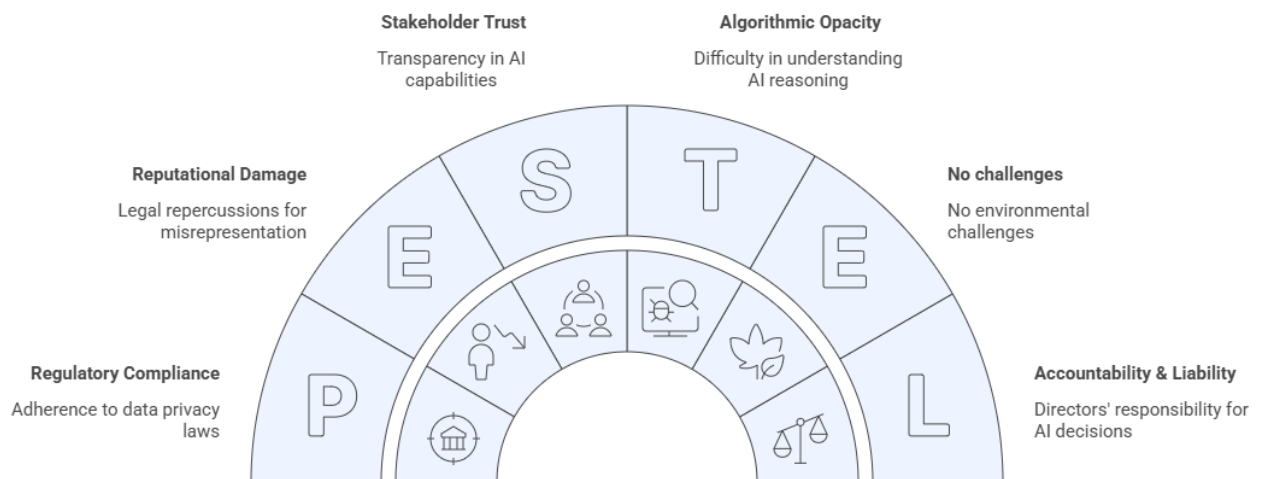 Stakeholder Trust
Transparency in AI
capabilities
Algorithmic Opacity
Difficulty in understanding
AI reasoning
Reputational Damage
Legal repercussions for
misrepresentation
No challenges
No environmental
challenges
Regulatory Compliance
Adherence to data privacy
laws
Accountability & Liability
Directors' responsibility for
AI decisions
P
E
S
T
E
L